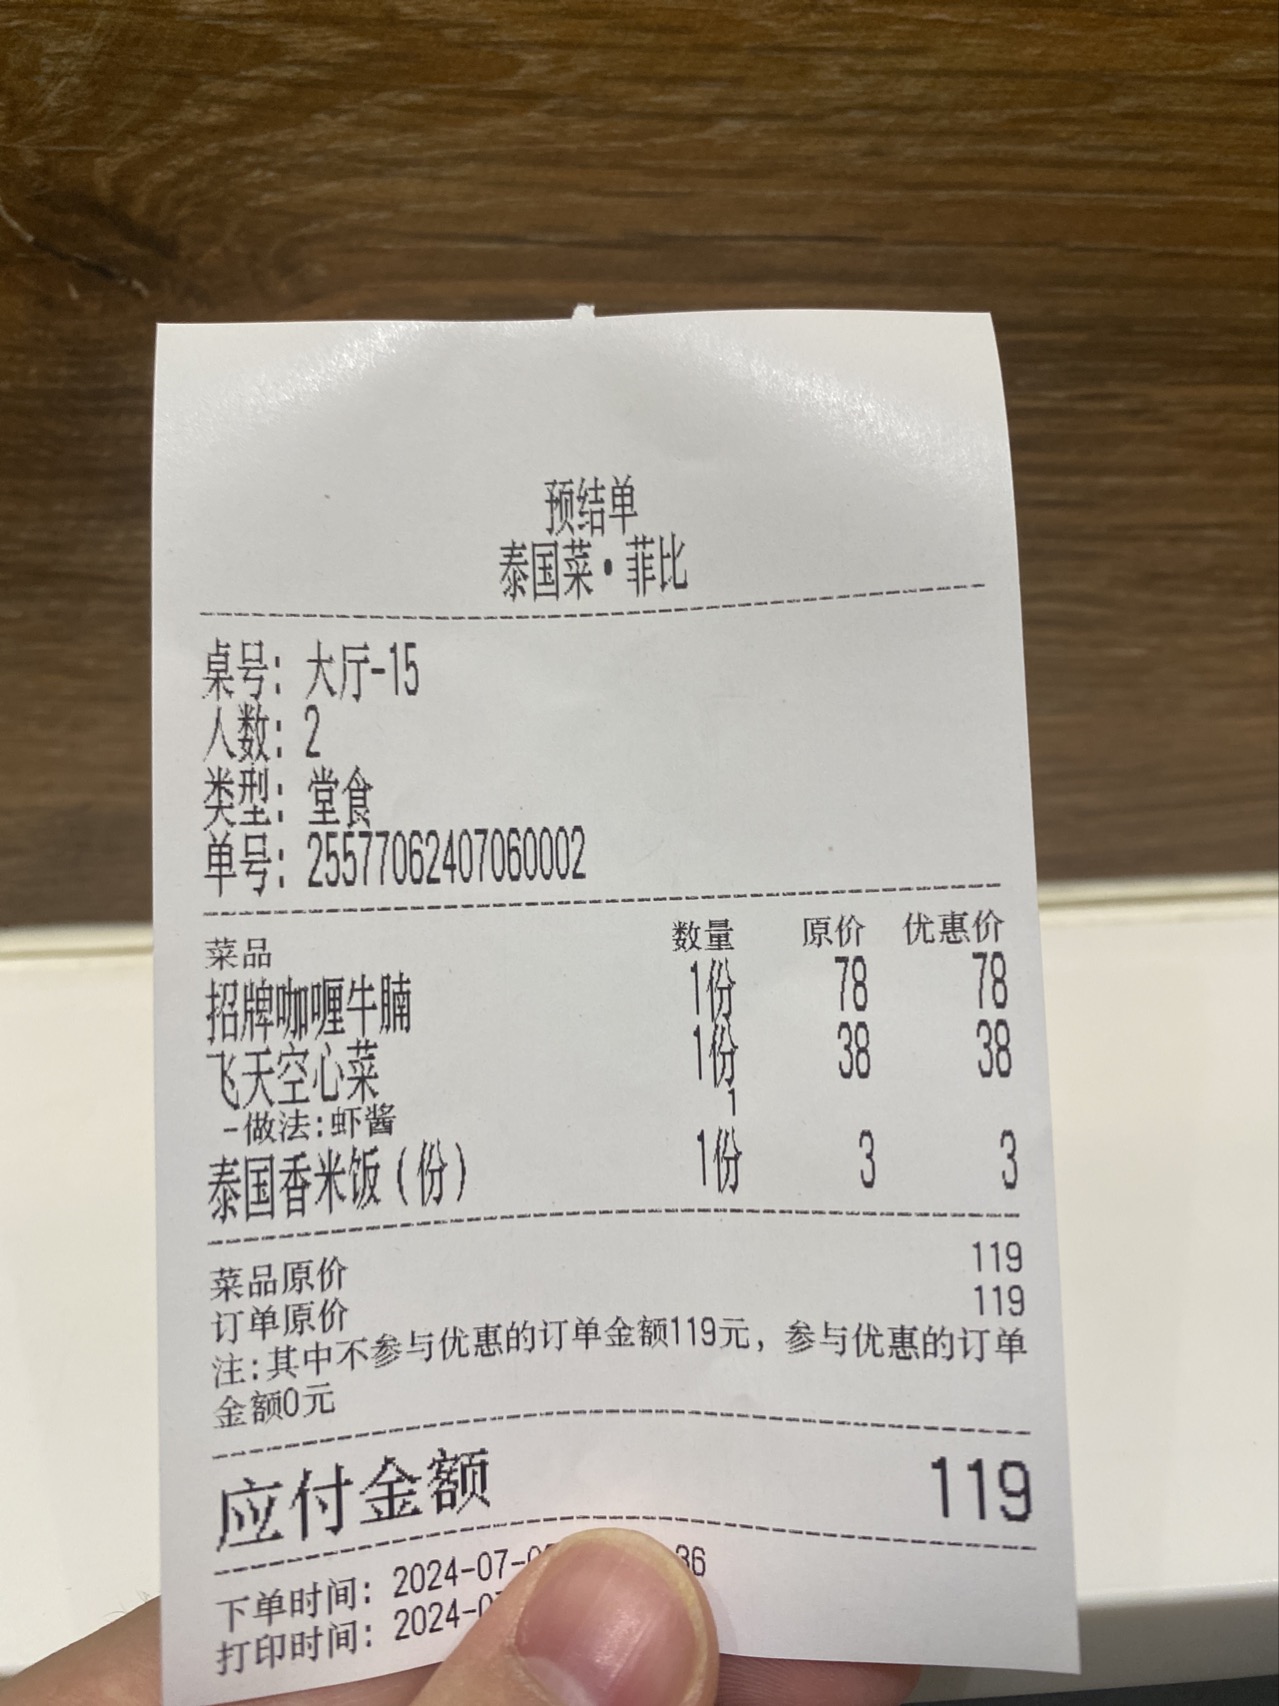 预结单
泰国菜·菲比
桌号: 大厅-15
人数: 2
类型: 堂食
单号: 25577062407060002
菜品 数量 原价 优惠价
招牌咖喱牛腩 1份 78 78
飞天空心菜 1份 38 38
-做法:虾酱 1
泰国香米饭(份) 1份 3 3
菜品原价 119
订单原价 119
注:其中不参与优惠的订单金额119元, 参与优惠的订单
金额0元
应付金额 119
下单时间: 2024-07-0 36
打印时间: 2024-0